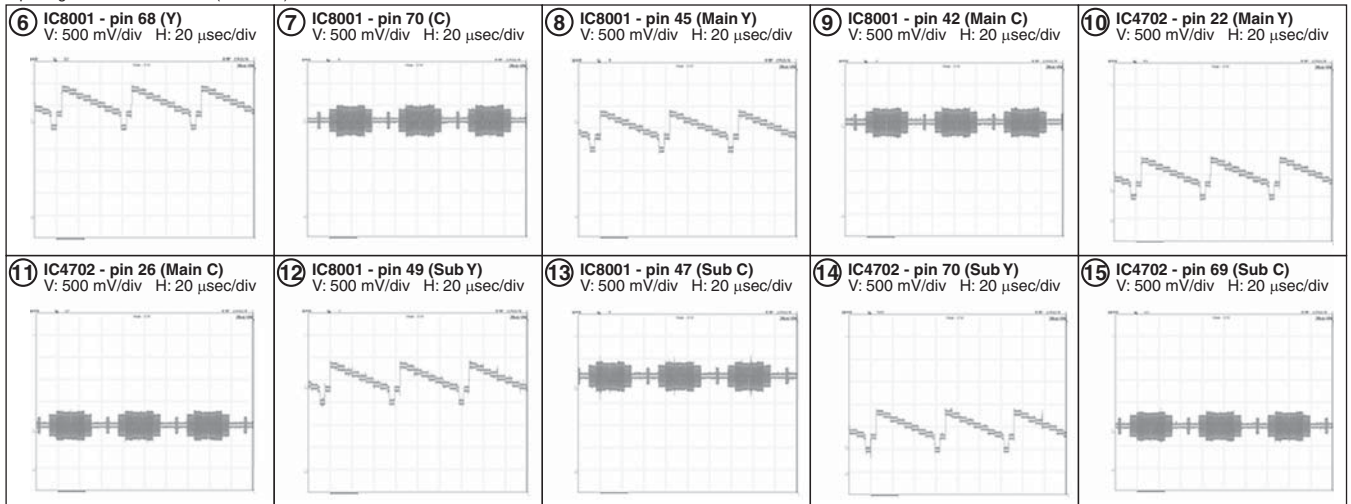 6 IC8001 - pin 68 (Y)
V: 500 mV/div H: 20 µsec/div
7 IC8001 - pin 70 (C)
V: 500 mV/div H: 20 µsec/div
8 IC8001 - pin 45 (Main Y)
V: 500 mV/div H: 20 µsec/div
9 IC8001 - pin 42 (Main C)
V: 500 mV/div H: 20 µsec/div
10 IC4702 - pin 22 (Main Y)
V: 500 mV/div H: 20 µsec/div
11 IC4702 - pin 26 (Main C)
V: 500 mV/div H: 20 µsec/div
12 IC8001 - pin 49 (Sub Y)
V: 500 mV/div H: 20 µsec/div
13 IC8001 - pin 47 (Sub C)
V: 500 mV/div H: 20 µsec/div
14 IC4702 - pin 70 (Sub Y)
V: 500 mV/div H: 20 µsec/div
15 IC4702 - pin 69 (Sub C)
V: 500 mV/div H: 20 µsec/div